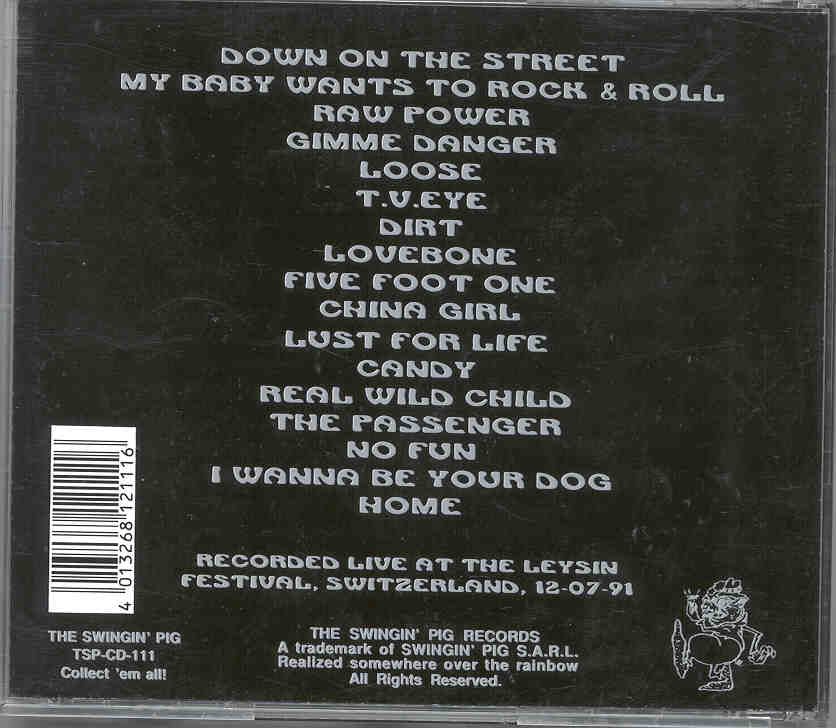 DOWN ON THE STREET
MY BABY WANTS TO ROCK & ROLL
RAW POWER
GIMME DANGER
LOOSE
T.V.EYE
DIRT
LOVEBONE
FIVE FOOT ONE
CHINA GIRL
LUST FOR LIFE
CANDY
REAL WILD CHILD
THE PASSENGER
NO FUN
I WANNA BE YOUR DOG
HOME
RECORDED LIVE AT THE LEYSIN
FESTIVAL, SWITZERLAND, 12-07-91
4 013268 121116
THE SWINGIN' PIG
TSP-CD-111
Collect 'em all!
THE SWINGIN' PIG RECORDS
A trademark of SWINGIN' PIG S.A.R.L.
Realized somewhere over the rainbow
All Rights Reserved.